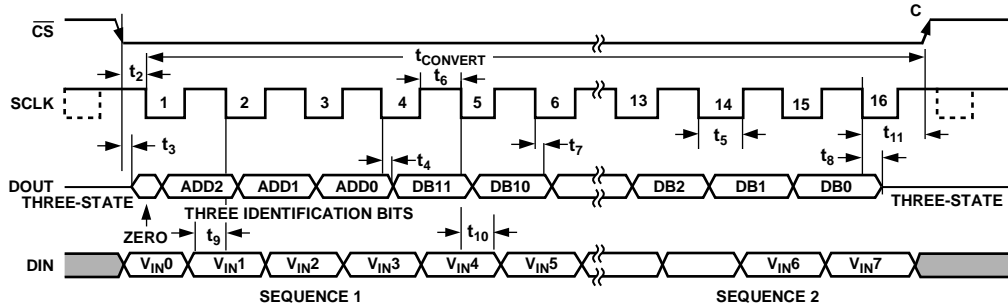 CS C
tCONVERT
t2 t6
SCLK 1 2 3 4 5 6 13 14 15 16
t3 t4 t7 t5 t8 t11
DOUT ADD2 ADD1 ADD0 DB11 DB10 DB2 DB1 DB0
THREE-STATE THREE IDENTIFICATION BITS THREE-STATE
ZERO t9 t10
DIN VIN0 VIN1 VIN2 VIN3 VIN4 VIN5 VIN6 VIN7
SEQUENCE 1 SEQUENCE 2